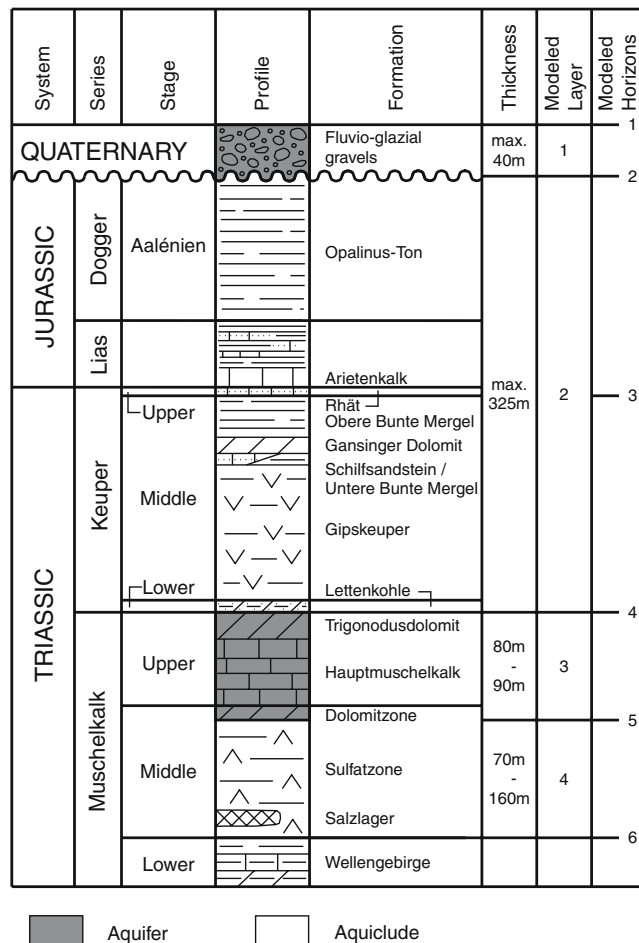 System
Series
Stage
Profile
Formation
Thickness
Modeled
Layer
Modeled
Horizons
1
QUATERNARY
Fluvio-glazial
gravels
max.
40m
1
2
JURASSIC
Dogger
Aalénien
Opalinus-Ton
Lias
Arietenkalk
max.
325m
2
3
TRIASSIC
Keuper
Upper
Rhät
Obere Bunte Mergel
Gansinger Dolomit
Schilfsandstein /
Untere Bunte Mergel
Middle
Gipskeuper
Lower
Lettenkohle
4
Muschelkalk
Upper
Trigonodusdolomit
Hauptmuschelkalk
80m
-
90m
3
Dolomitzone
5
Middle
Sulfatzone
Salzlager
70m
-
160m
4
6
Lower
Wellengebirge
Aquifer
Aquiclude